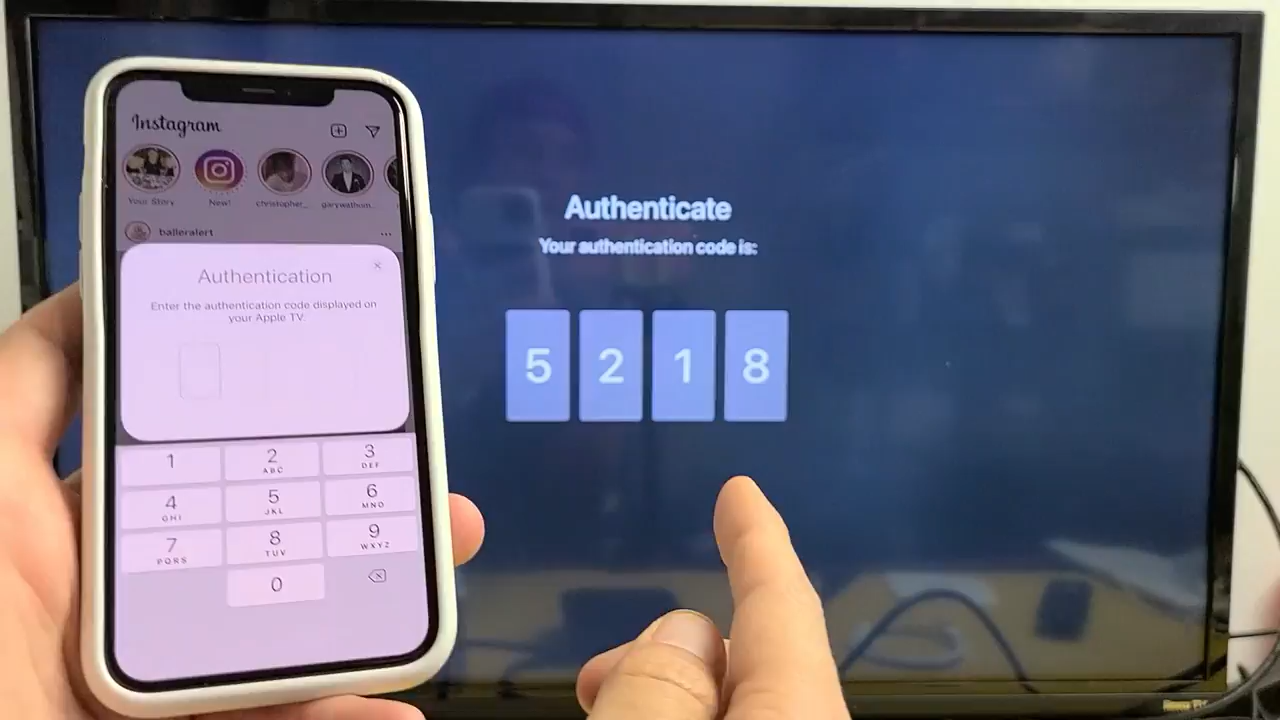 Instagram
Your Story
New!
christopher_...
garywathom...
balleralert
Authentication
Enter the authentication code displayed on
your Apple TV.
1
2
ABC
3
DEF
4
GHI
5
JKL
6
MNO
7
PQRS
8
TUV
9
WXYZ
0
Authenticate
Your authentication code is:
5 2 1 8